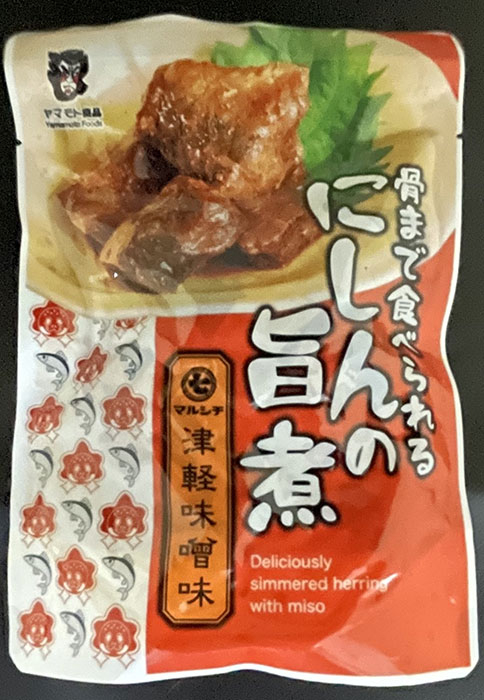 ヤマモト食品
Yamamoto Foods
骨まで食べられる
にしんの
旨煮
七
マルシチ
津軽味噌味
Deliciously
simmered herring
with miso